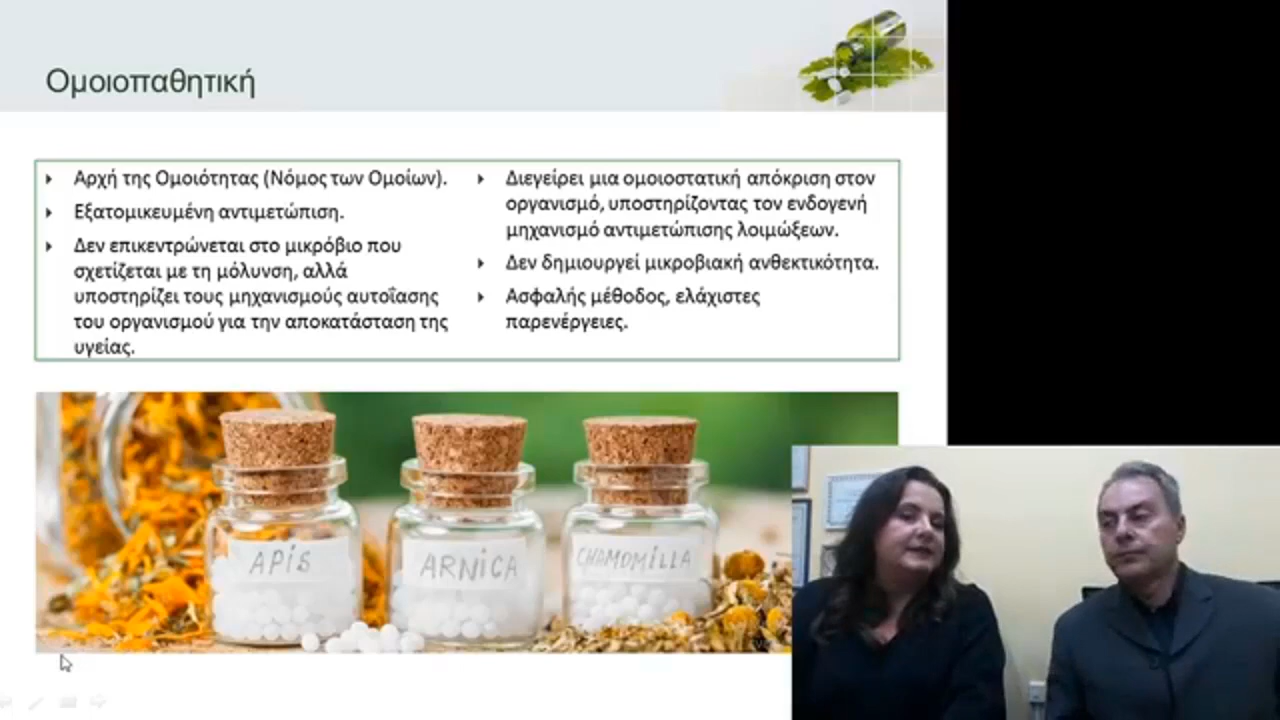 Ομοιοπαθητική
Αρχή της Ομοιότητας (Νόμος των Ομοίων).
Εξατομικευμένη αντιμετώπιση.
Δεν επικεντρώνεται στο μικρόβιο που
σχετίζεται με τη μόλυνση, αλλά
υποστηρίζει τους μηχανισμούς αυτοΐασης
του οργανισμού για την αποκατάσταση της
υγείας.
Διεγείρει μια ομοιοστατική απόκριση στον
οργανισμό, υποστηρίζοντας τον ενδογενή
μηχανισμό αντιμετώπισης λοιμώξεων.
Δεν δημιουργεί μικροβιακή ανθεκτικότητα.
Ασφαλής μέθοδος, ελάχιστες
παρενέργειες.
APIS
ARNICA
CHAMOMILLA